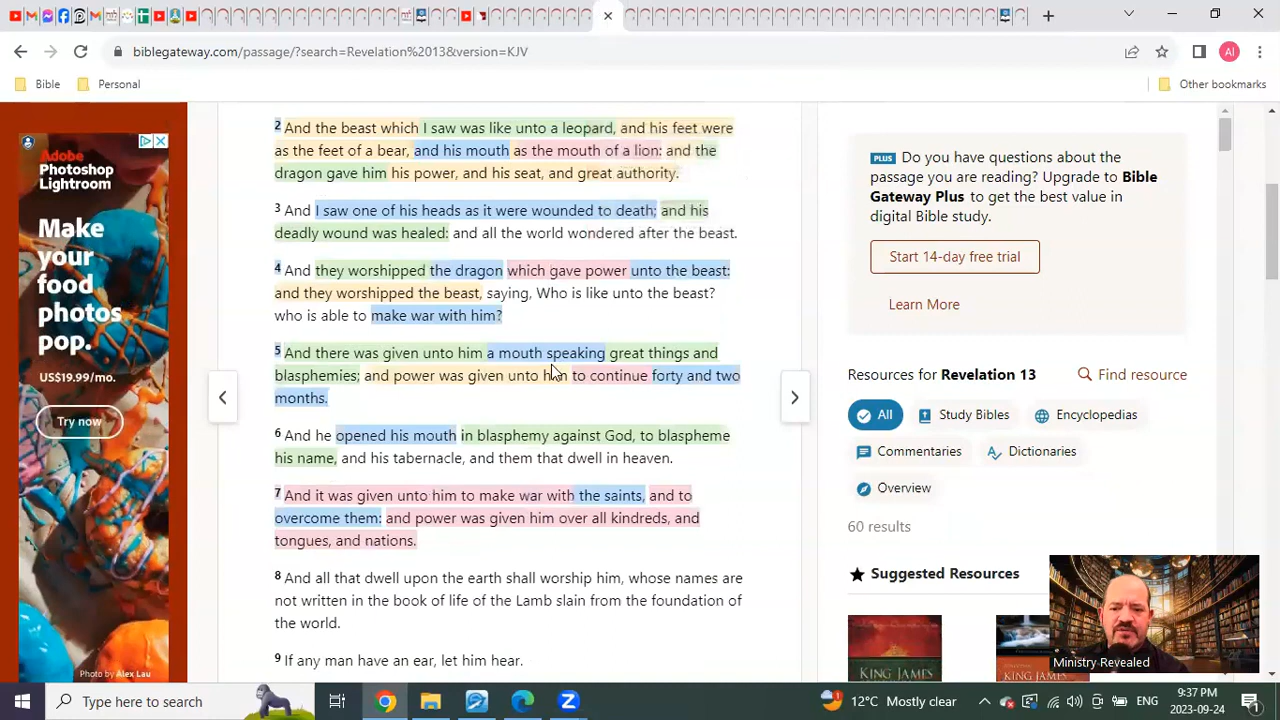 biblegateway.com/passage/?search=Revelation%2013&version=KJV
AI
Bible
Personal
Other bookmarks
Adobe
Photoshop
Lightroom
Make
your
food
photos
pop.
US$19.99/mo.
Try now
Photo by Alex Lau
2 And the beast which I saw was like unto a leopard, and his feet were
as the feet of a bear, and his mouth as the mouth of a lion: and the
dragon gave him his power, and his seat, and great authority.
3 And I saw one of his heads as it were wounded to death; and his
deadly wound was healed: and all the world wondered after the beast.
4 And they worshipped the dragon which gave power unto the beast:
and they worshipped the beast, saying, Who is like unto the beast?
who is able to make war with him?
5 And there was given unto him a mouth speaking great things and
blasphemies; and power was given unto him to continue forty and two
months.
6 And he opened his mouth in blasphemy against God, to blaspheme
his name, and his tabernacle, and them that dwell in heaven.
7 And it was given unto him to make war with the saints, and to
overcome them: and power was given him over all kindreds, and
tongues, and nations.
8 And all that dwell upon the earth shall worship him, whose names are
not written in the book of life of the Lamb slain from the foundation of
the world.
9 If any man have an ear, let him hear.
PLUS Do you have questions about the
passage you are reading? Upgrade to Bible
Gateway Plus to get the best value in
digital Bible study.
Start 14-day free trial
Learn More
Resources for Revelation 13
Find resource
All
Study Bibles
Encyclopedias
Commentaries
Dictionaries
Overview
60 results
Suggested Resources
KING JAMES
KING JAMES
Ministry Revealed
Type here to search
12°C Mostly clear
ENG
9:37 PM
2023-09-24
1